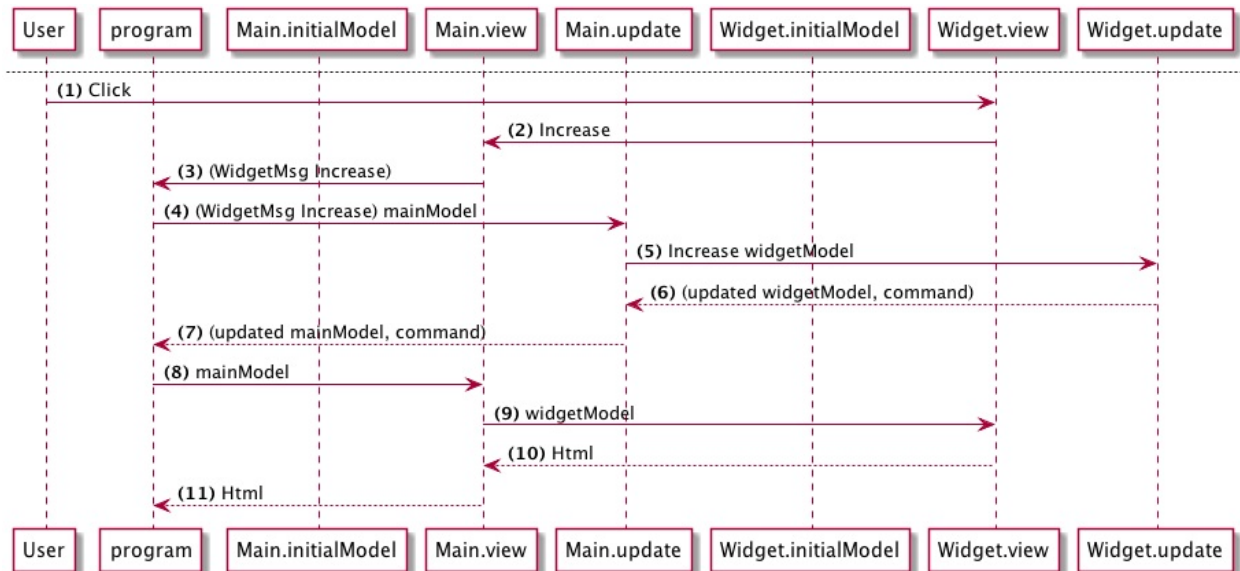 User program Main.initialModel Main.view Main.update Widget.initialModel Widget.view Widget.update
(1) Click
(2) Increase
(3) (WidgetMsg Increase)
(4) (WidgetMsg Increase) mainModel
(5) Increase widgetModel
(6) (updated widgetModel, command)
(7) (updated mainModel, command)
(8) mainModel
(9) widgetModel
(10) Html
(11) Html
User program Main.initialModel Main.view Main.update Widget.initialModel Widget.view Widget.update